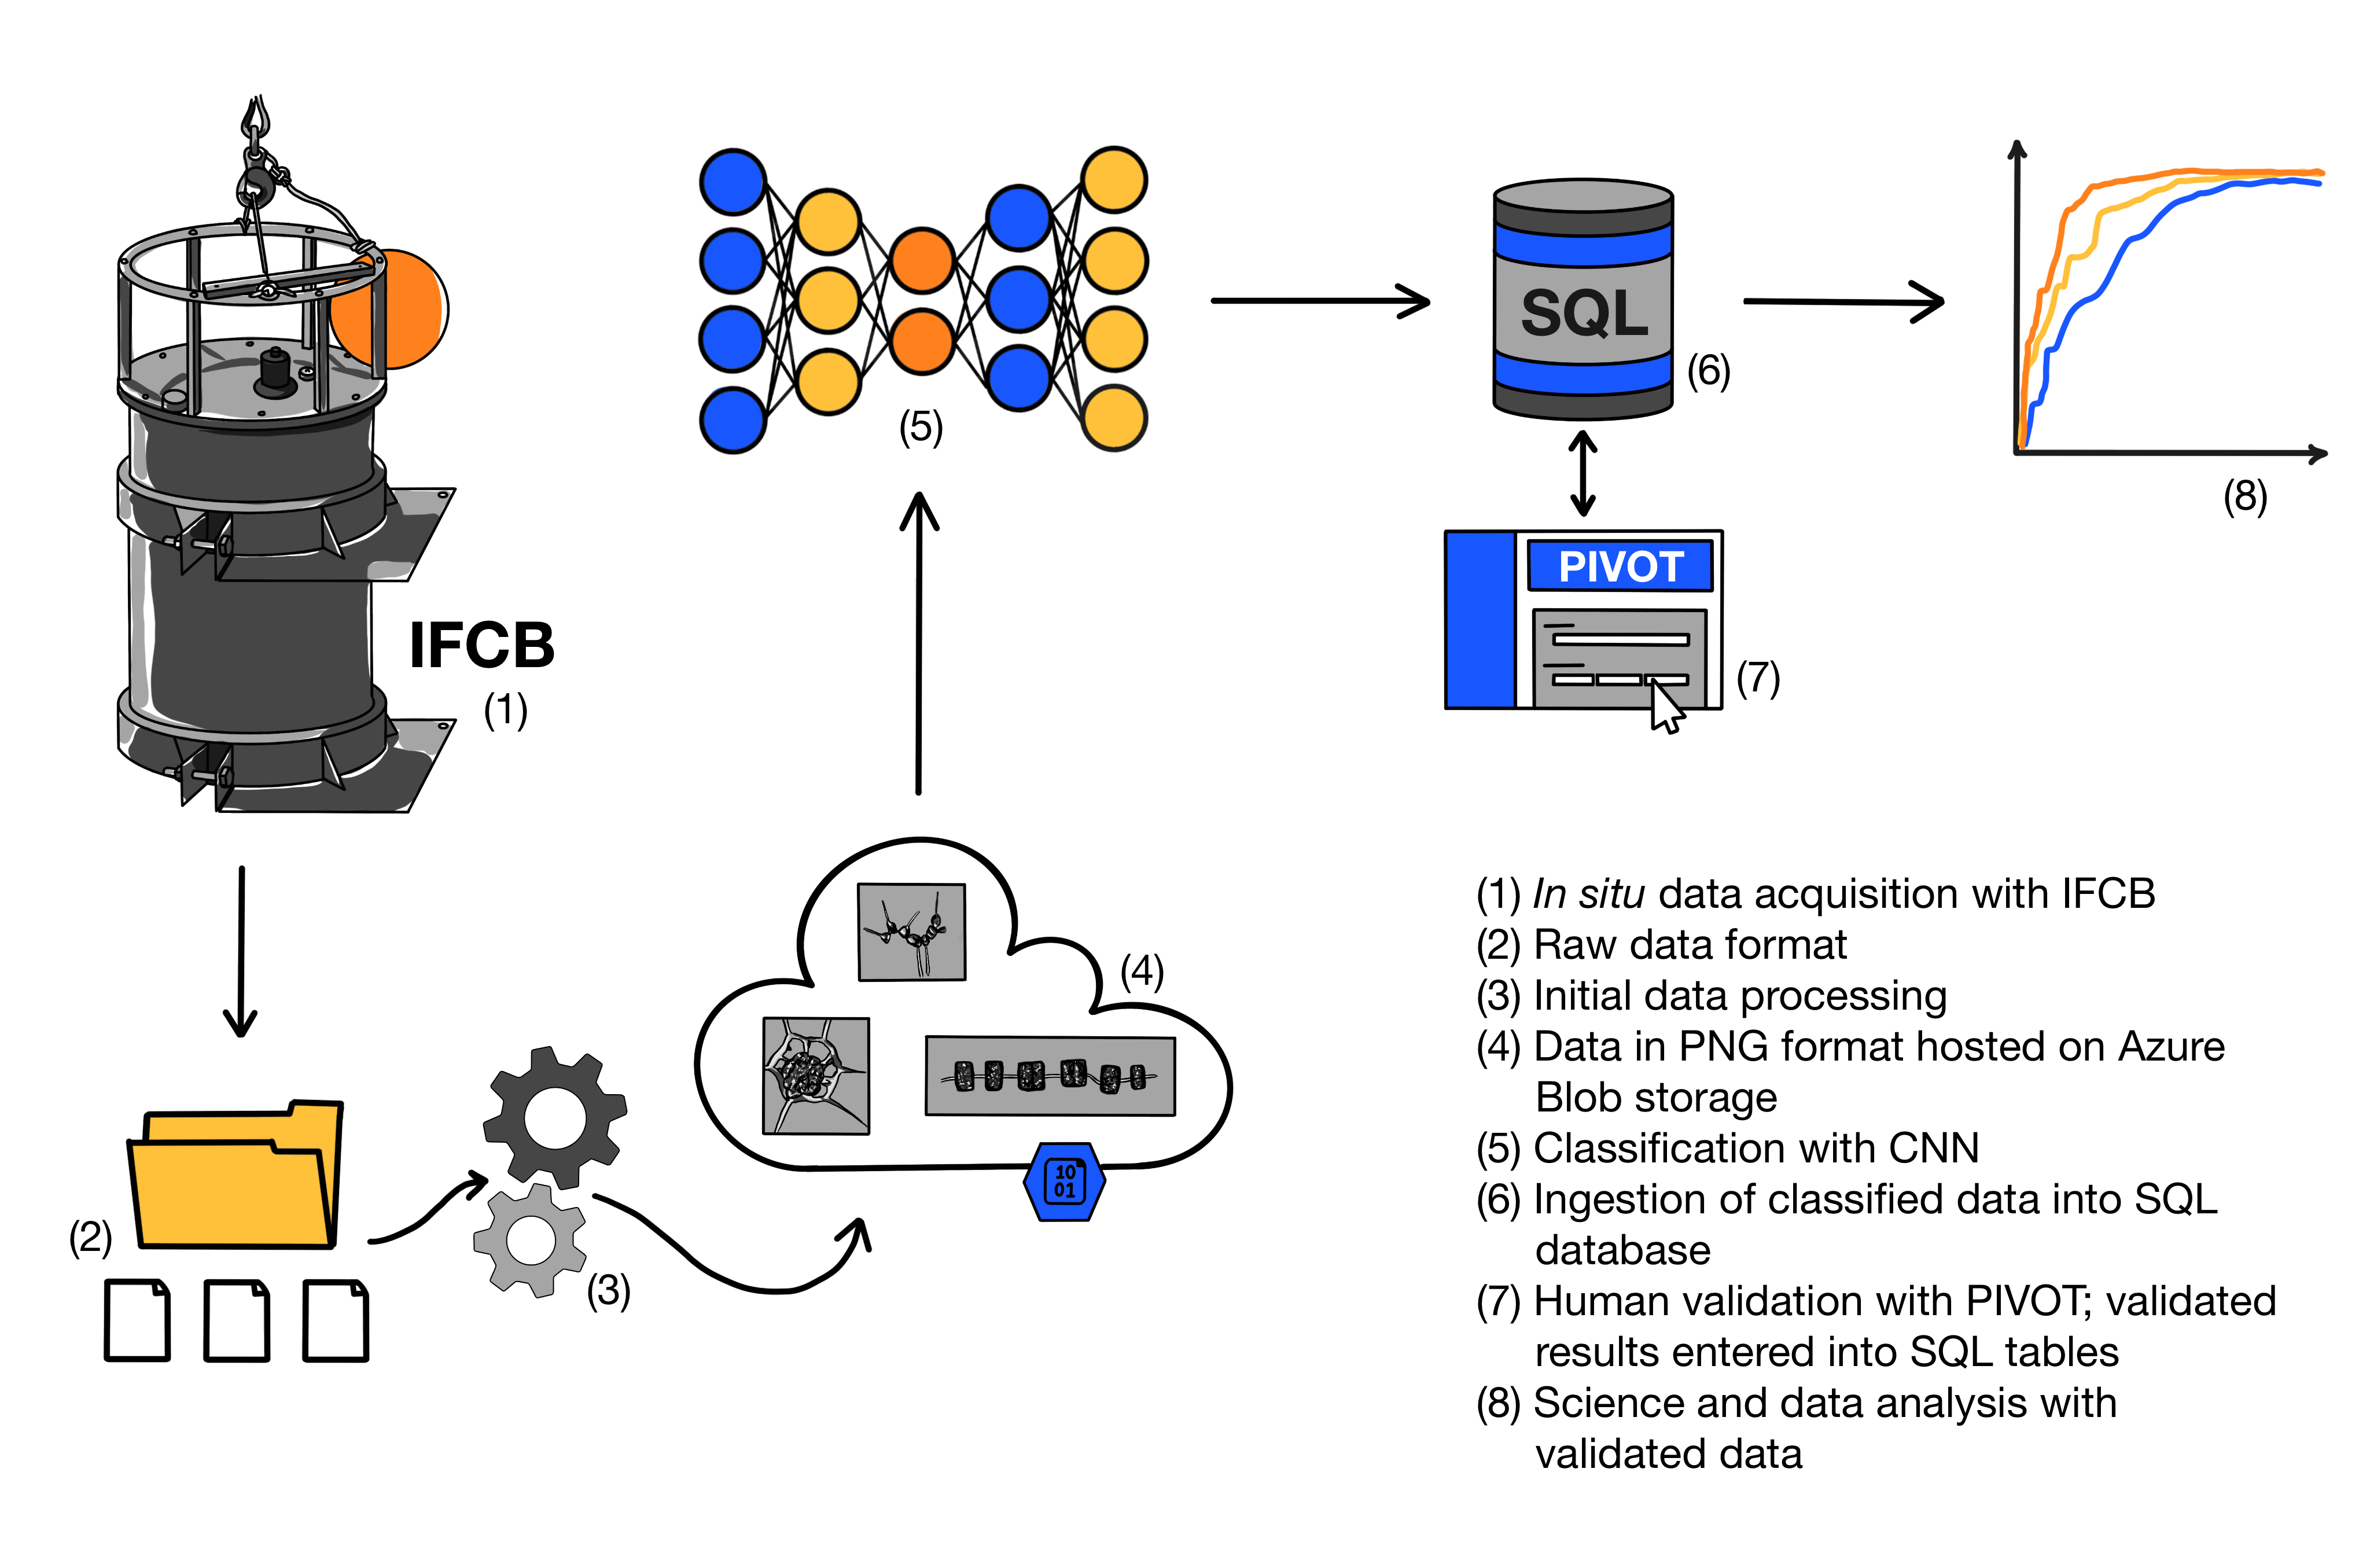 IFCB
(1)
(2)
(3)
(4)
10
01
(5)
SQL
(6)
PIVOT
(7)
(8)
(1) In situ data acquisition with IFCB
(2) Raw data format
(3) Initial data processing
(4) Data in PNG format hosted on Azure
Blob storage
(5) Classification with CNN
(6) Ingestion of classified data into SQL
database
(7) Human validation with PIVOT; validated
results entered into SQL tables
(8) Science and data analysis with
validated data